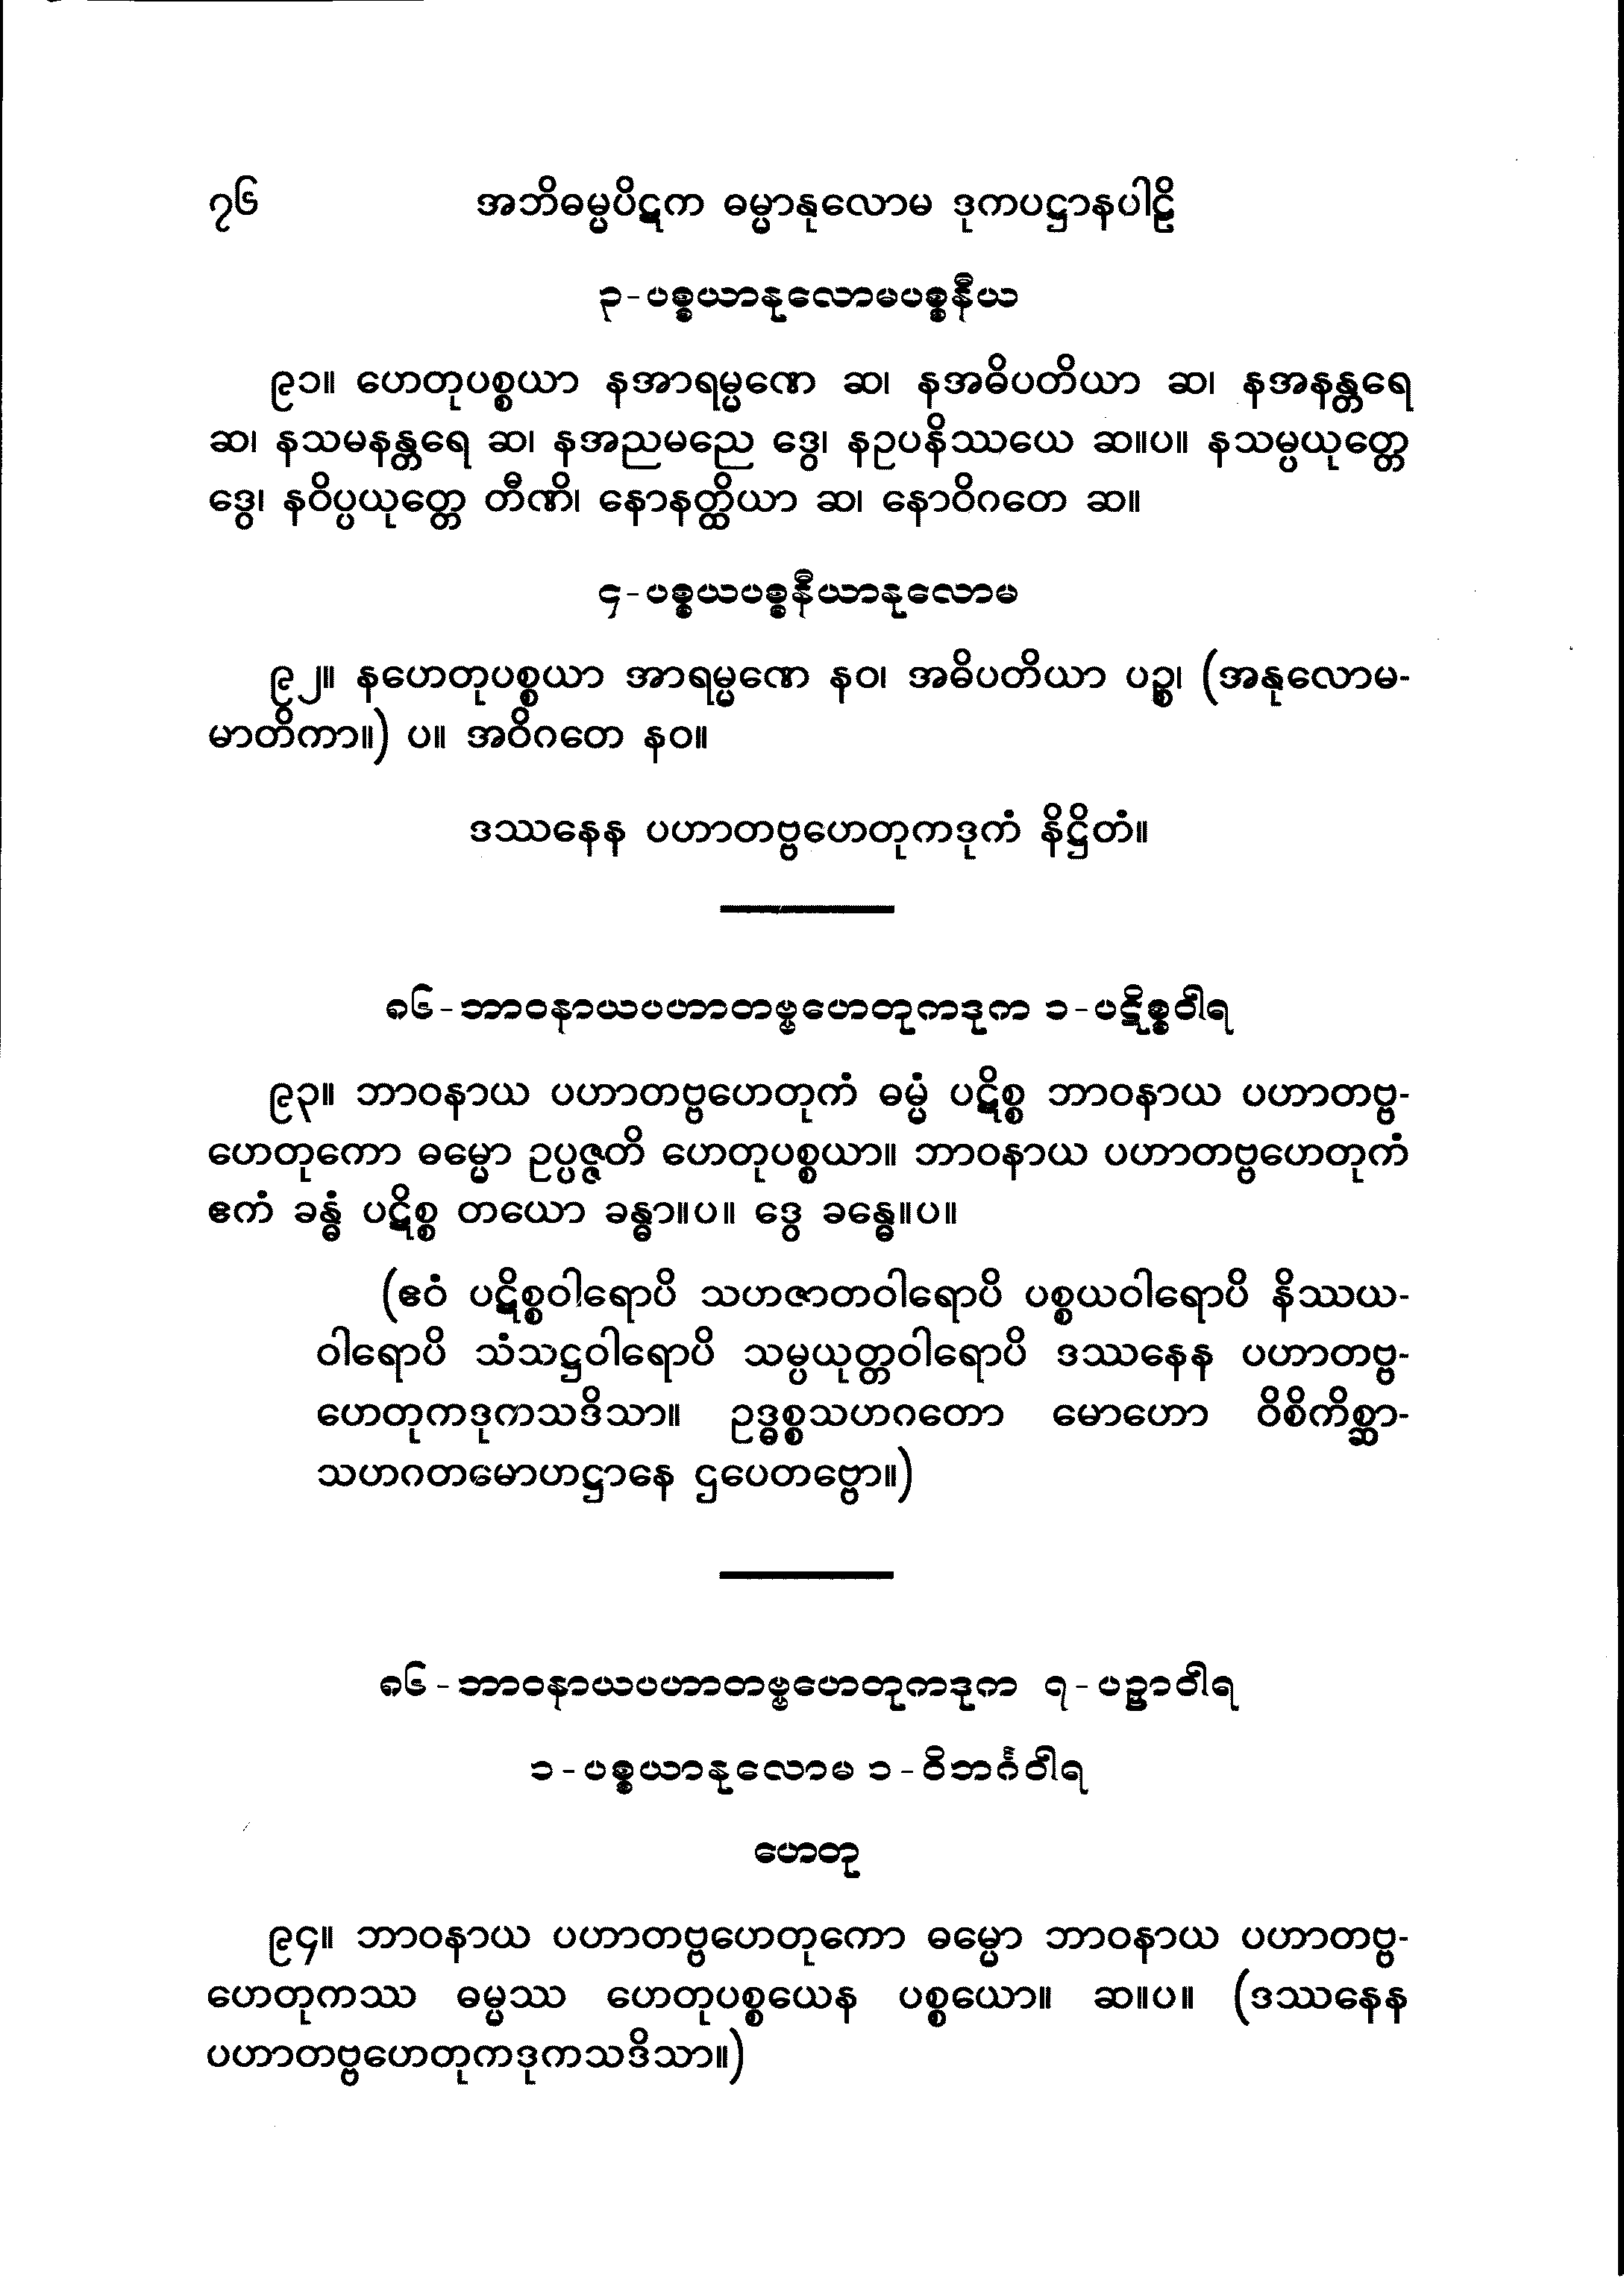 ၇၆ အဘိဓမ္မပိဋက ဓမ္မာနုလောမ ဒုကပဋ္ဌာနပါဠိ
၃-ပစ္စယာနုလောမပစ္စနီယ
၉၁။ ဟေတုပစ္စယာ နအာရမ္မဏေ ဆ၊ နအဓိပတိယာ ဆ၊ နအနန္တရေ
ဆ၊ နသမနန္တရေ ဆ၊ နအညမညေ ဒွေ၊ နဥပနိဿယေ ဆ။ပ။ နသမ္ပယုတ္တေ
ဒွေ၊ နဝိပ္ပယုတ္တေ တီဏိ၊ နောနတ္ထိယာ ဆ၊ နောဝိဂတေ ဆ။
၄-ပစ္စယပစ္စနီယာနုလောမ
၉၂။ နဟေတုပစ္စယာ အာရမ္မဏေ နဝ၊ အဓိပတိယာ ပဉ္စ၊ (အနုလောမ-
မာတိကာ။) ပ။ အဝိဂတေ နဝ။
ဒဿနေန ပဟာတဗ္ဗဟေတုကဒုကံ နိဋ္ဌိတံ။
၈၆-ဘာဝနာယပဟာတဗ္ဗဟေတုကဒုက ၁-ပဋိစ္စဝါရ
၉၃။ ဘာဝနာယ ပဟာတဗ္ဗဟေတုကံ ဓမ္မံ ပဋိစ္စ ဘာဝနာယ ပဟာတဗ္ဗ-
ဟေတုကော ဓမ္မော ဥပ္ပဇ္ဇတိ ဟေတုပစ္စယာ။ ဘာဝနာယ ပဟာတဗ္ဗဟေတုကံ
ဧကံ ခန္ဓံ ပဋိစ္စ တယော ခန္ဓာ။ပ။ ဒွေ ခန္ဓေ။ပ။
(ဧဝံ ပဋိစ္စဝါရောပိ သဟဇာတဝါရောပိ ပစ္စယဝါရောပိ နိဿယ-
ဝါရောပိ သံသဋ္ဌဝါရောပိ သမ္ပယုတ္တဝါရောပိ ဒဿနေန ပဟာတဗ္ဗ-
ဟေတုကဒုကသဒိသာ။ ဥဒ္ဓစ္စသဟဂတော မောဟော ဝိစိကိစ္ဆာ-
သဟဂတမောဟဋ္ဌာနေ ဌပေတဗ္ဗော။)
၈၆-ဘာဝနာယပဟာတဗ္ဗဟေတုကဒုက ၇-ပဉှာဝါရ
၁-ပစ္စယာနုလောမ ၁-ဝိဘင်္ဂဝါရ
ဟေတု
၉၄။ ဘာဝနာယ ပဟာတဗ္ဗဟေတုကော ဓမ္မော ဘာဝနာယ ပဟာတဗ္ဗ-
ဟေတုကဿ ဓမ္မဿ ဟေတုပစ္စယေန ပစ္စယော။ ဆ။ပ။ (ဒဿနေန
ပဟာတဗ္ဗဟေတုကဒုကသဒိသာ။)